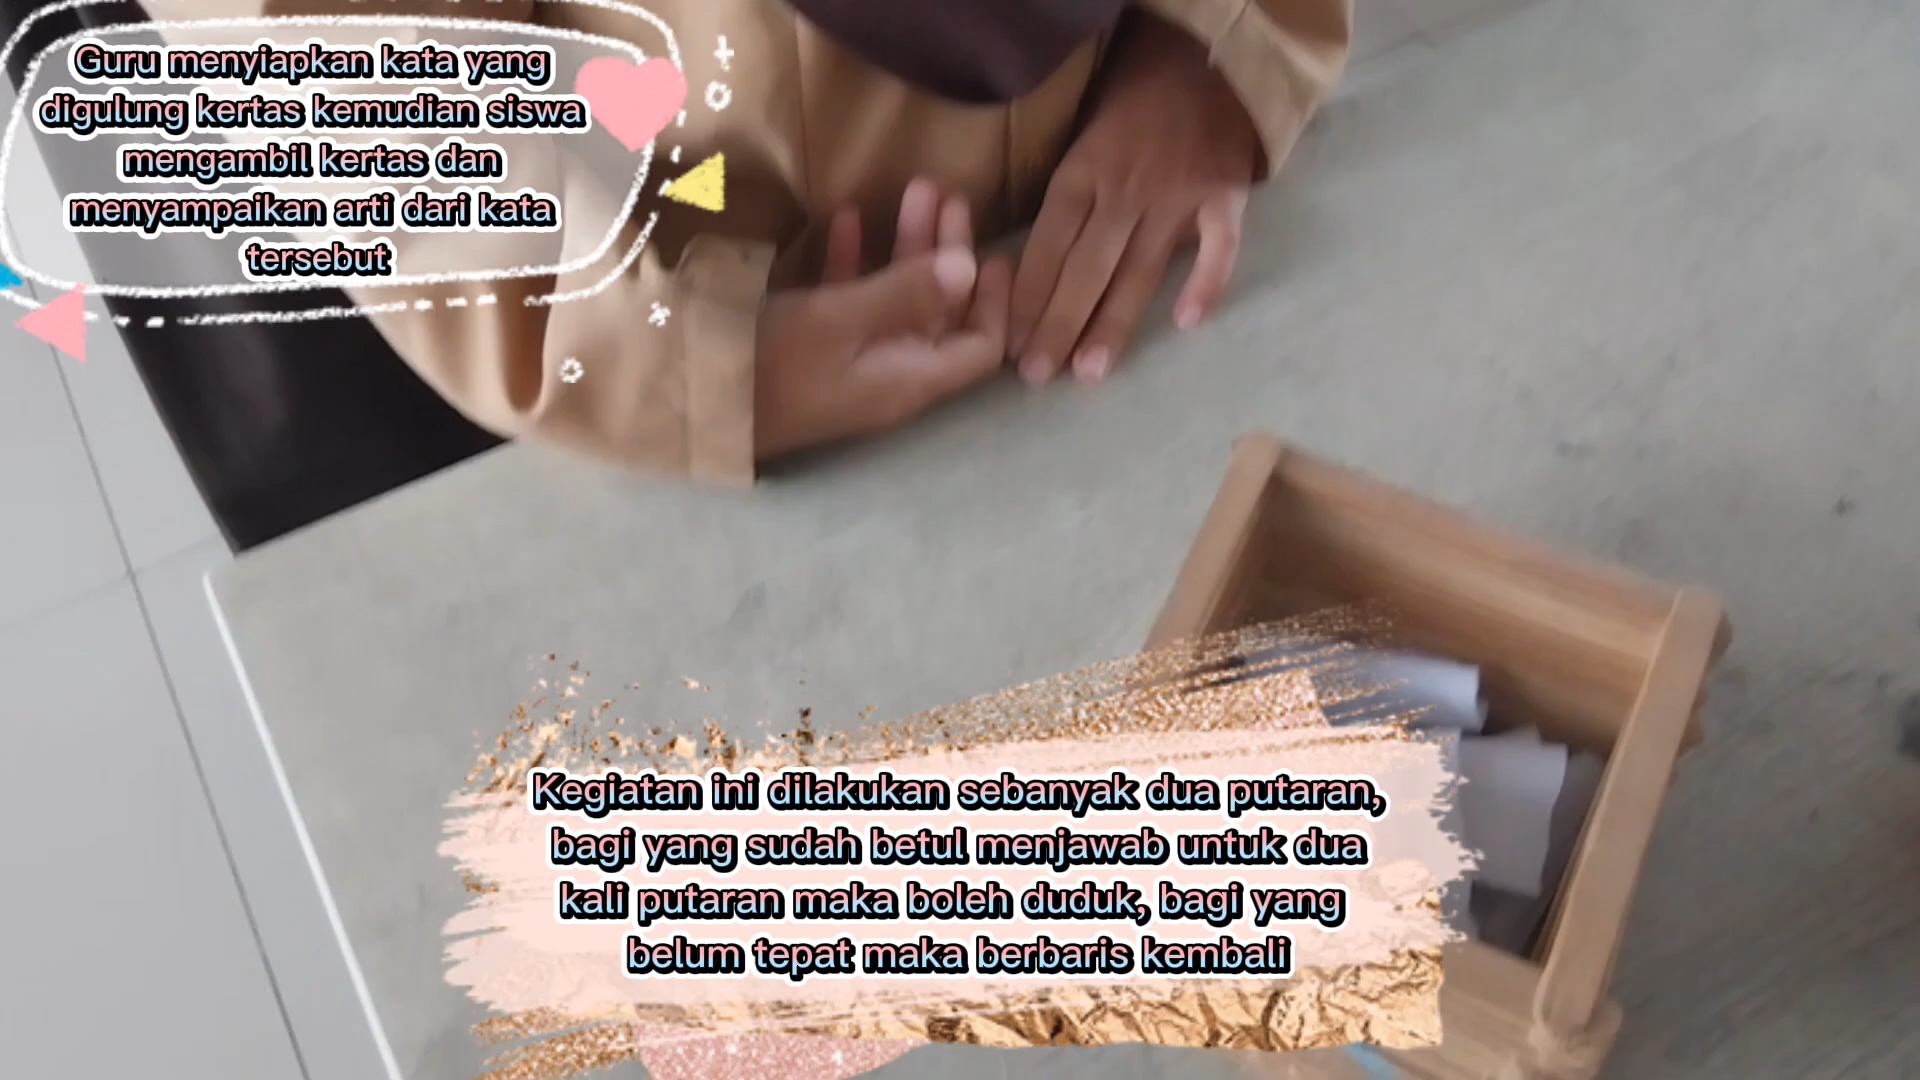 Guru menyiapkan kata yang
digulung kertas kemudian siswa
mengambil kertas dan
menyampaikan arti dari kata
tersebut
Kegiatan ini dilakukan sebanyak dua putaran,
bagi yang sudah betul menjawab untuk dua
kali putaran maka boleh duduk, bagi yang
belum tepat maka berbaris kembali